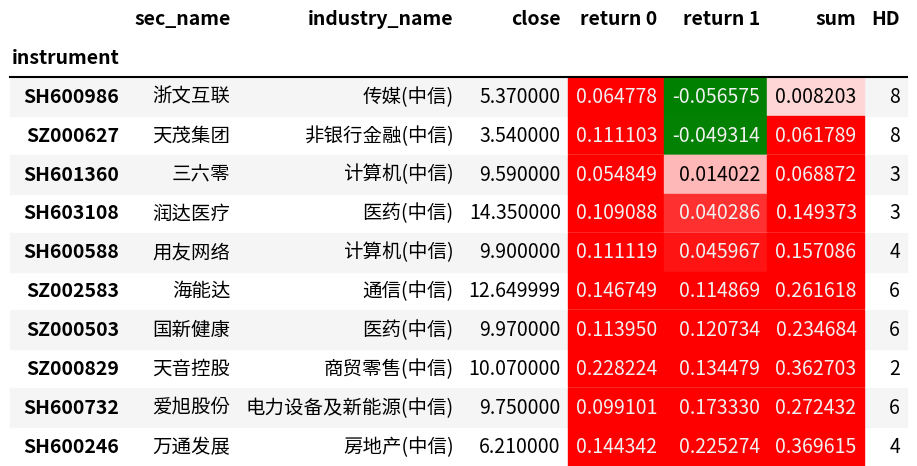 sec_name industry_name close return 0 return 1 sum HD
instrument
SH600986 浙文互联 传媒(中信) 5.370000 0.064778 -0.056575 0.008203 8
SZ000627 天茂集团 非银行金融(中信) 3.540000 0.111103 -0.049314 0.061789 8
SH601360 三六零 计算机(中信) 9.590000 0.054849 0.014022 0.068872 3
SH603108 润达医疗 医药(中信) 14.350000 0.109088 0.040286 0.149373 3
SH600588 用友网络 计算机(中信) 9.900000 0.111119 0.045967 0.157086 4
SZ002583 海能达 通信(中信) 12.649999 0.146749 0.114869 0.261618 6
SZ000503 国新健康 医药(中信) 9.970000 0.113950 0.120734 0.234684 6
SZ000829 天音控股 商贸零售(中信) 10.070000 0.228224 0.134479 0.362703 2
SH600732 爱旭股份 电力设备及新能源(中信) 9.750000 0.099101 0.173330 0.272432 6
SH600246 万通发展 房地产(中信) 6.210000 0.144342 0.225274 0.369615 4